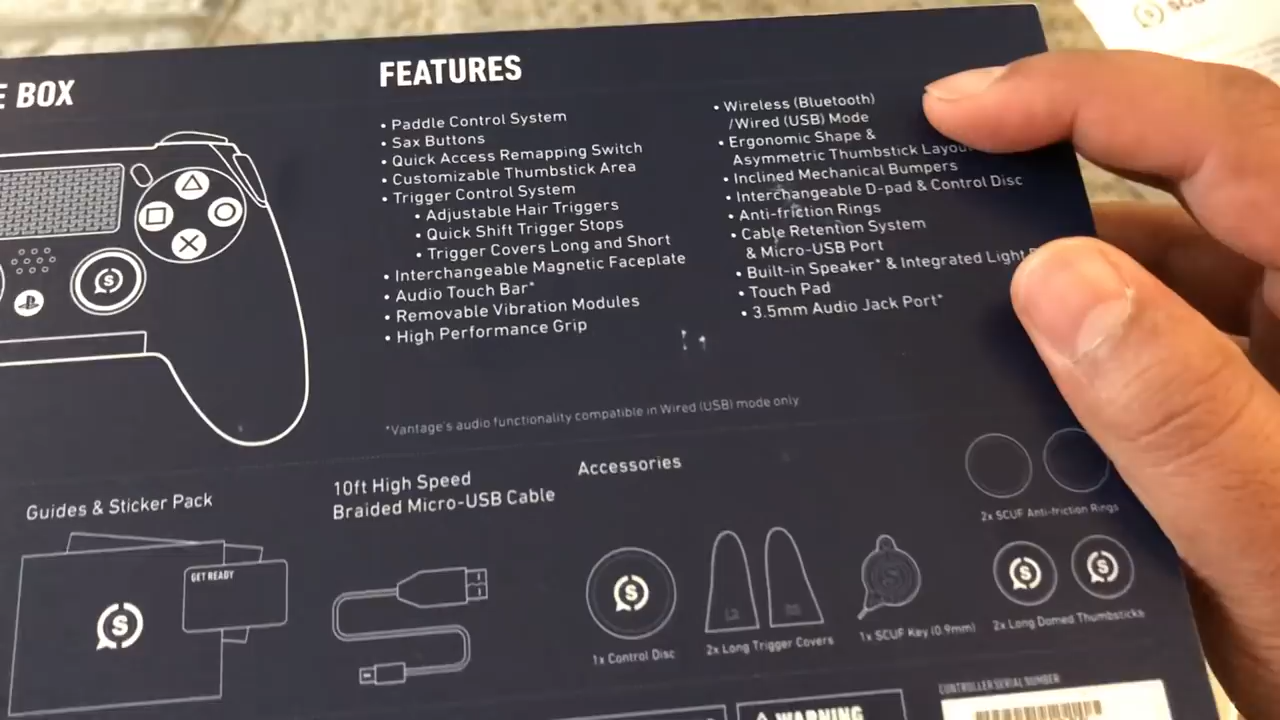 E BOX
FEATURES
• Paddle Control System
• Sax Buttons
• Quick Access Remapping Switch
• Customizable Thumbstick Area
• Trigger Control System
• Adjustable Hair Triggers
• Quick Shift Trigger Stops
• Trigger Covers Long and Short
• Interchangeable Magnetic Faceplate
• Audio Touch Bar*
• Removable Vibration Modules
• High Performance Grip
• Wireless (Bluetooth)
/Wired (USB) Mode
• Ergonomic Shape &
Asymmetric Thumbstick Layou
• Inclined Mechanical Bumpers
• Interchangeable D-pad & Control Disc
• Anti-friction Rings
• Cable Retention System
& Micro-USB Port
• Built-in Speaker* & Integrated Light
• Touch Pad
• 3.5mm Audio Jack Port*
*Vantage's audio functionality compatible in Wired (USB) mode only
Guides & Sticker Pack
GET READY
10ft High Speed
Braided Micro-USB Cable
Accessories
1x Control Disc
2x Long Trigger Covers
1x SCUF Key (0.9mm)
2x SCUF Anti-friction Rings
2x Long Domed Thumbsticks
CONTROLLER SERIAL NUMBER
WARNING